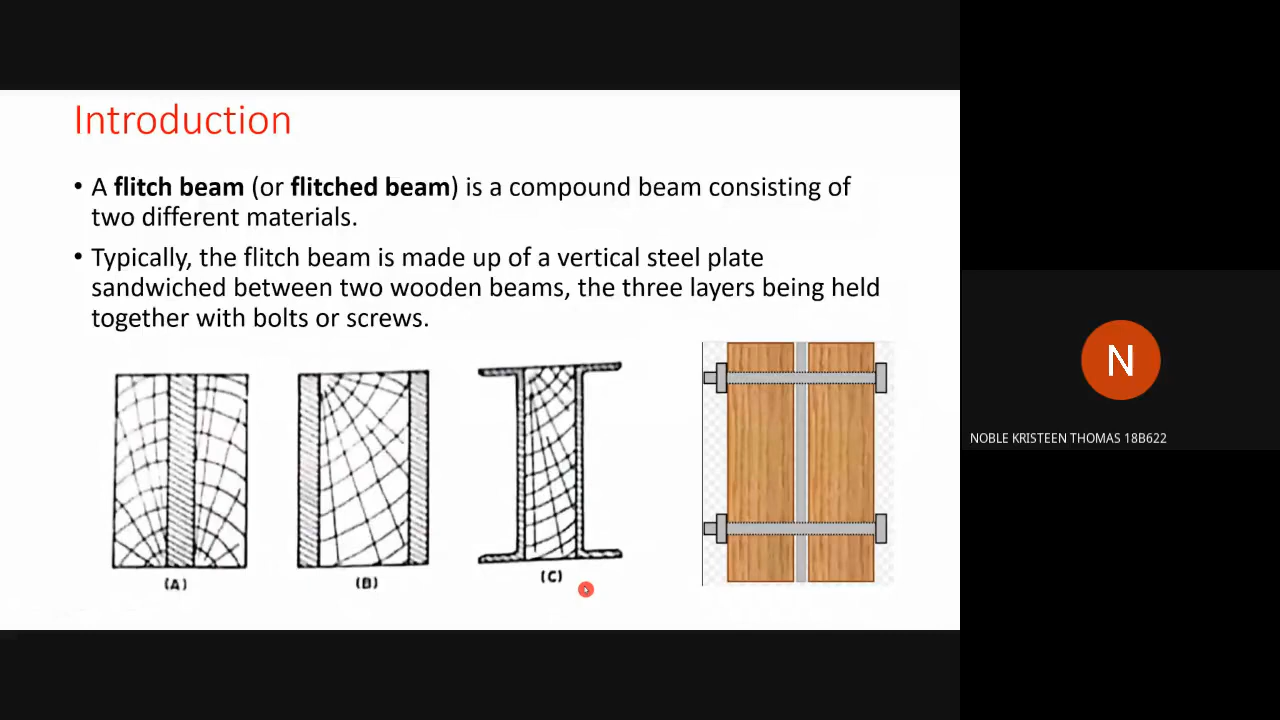 Introduction
• A flitch beam (or flitched beam) is a compound beam consisting of
two different materials.
• Typically, the flitch beam is made up of a vertical steel plate
sandwiched between two wooden beams, the three layers being held
together with bolts or screws.
(A)
(B)
(C)
N
NOBLE KRISTEEN THOMAS 18B622